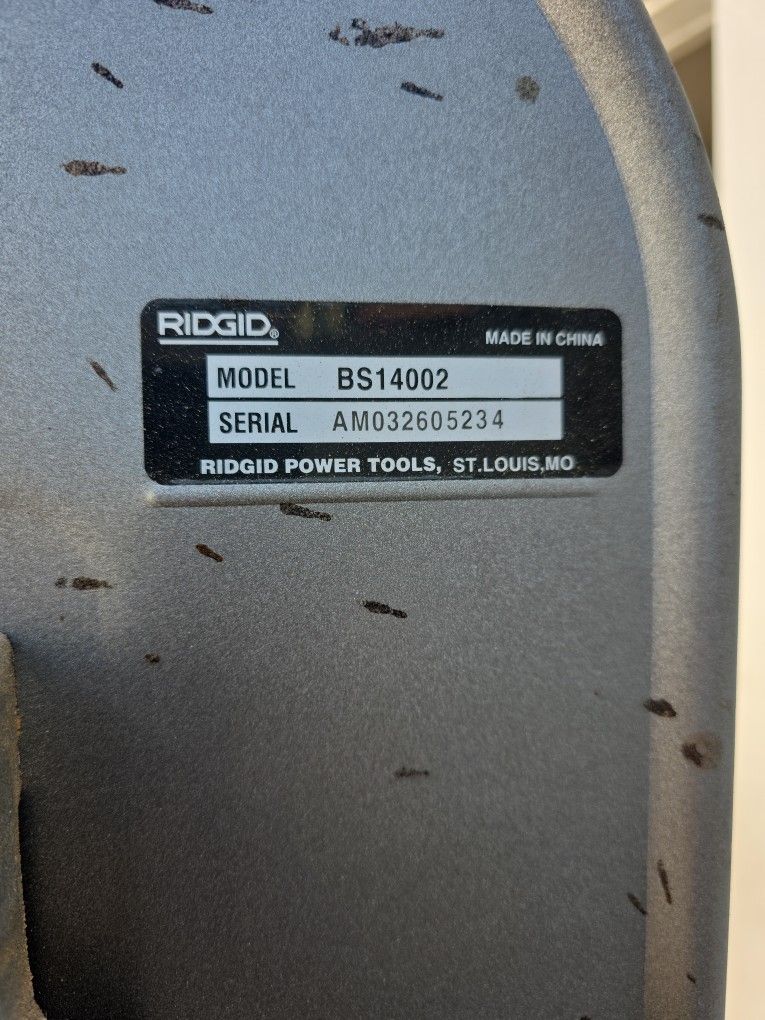 RIDGID®
MADE IN CHINA
MODEL BS14002
SERIAL AM032605234
RIDGID POWER TOOLS, ST.LOUIS,MO